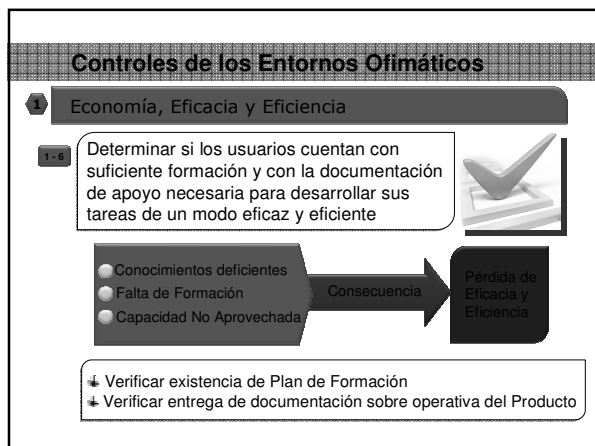 Controles de los Entornos Ofimáticos
1
Economía, Eficacia y Eficiencia
1 - 6
Determinar si los usuarios cuentan con
suficiente formación y con la documentación
de apoyo necesaria para desarrollar sus
tareas de un modo eficaz y eficiente
Conocimientos deficientes
Falta de Formación
Capacidad No Aprovechada
Consecuencia
Pérdida de
Eficacia y
Eficiencia
Verificar existencia de Plan de Formación
Verificar entrega de documentación sobre operativa del Producto